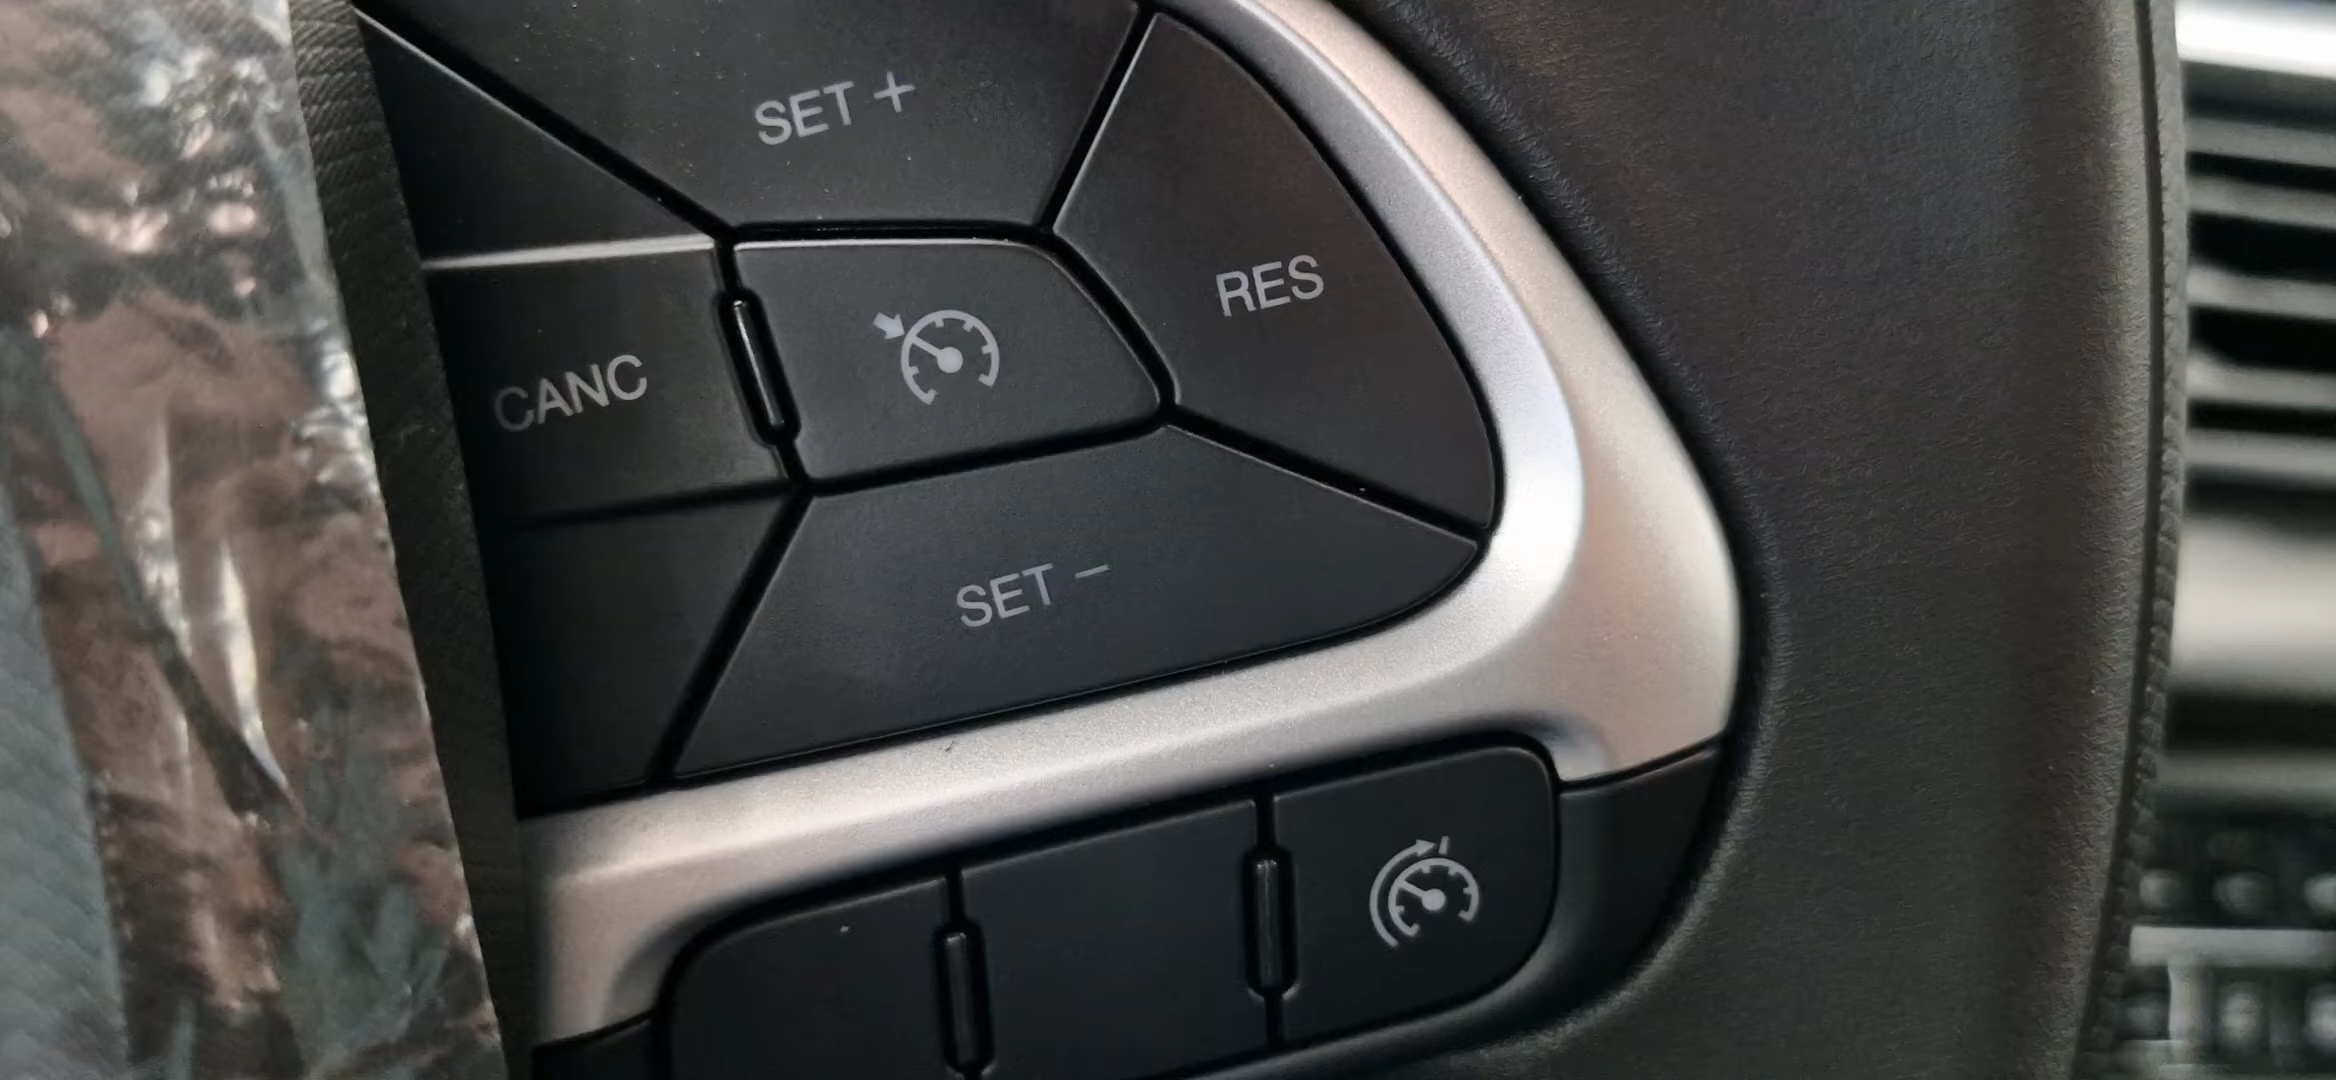 SET +
RES
CANC
SET –